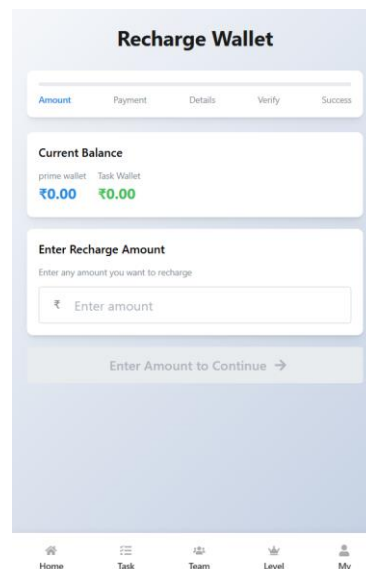 Recharge Wallet
Amount Payment Details Verify Success
Current Balance
prime wallet Task Wallet
₹0.00 ₹0.00
Enter Recharge Amount
Enter any amount you want to recharge
₹ Enter amount
Enter Amount to Continue →
Home Task Team Level My